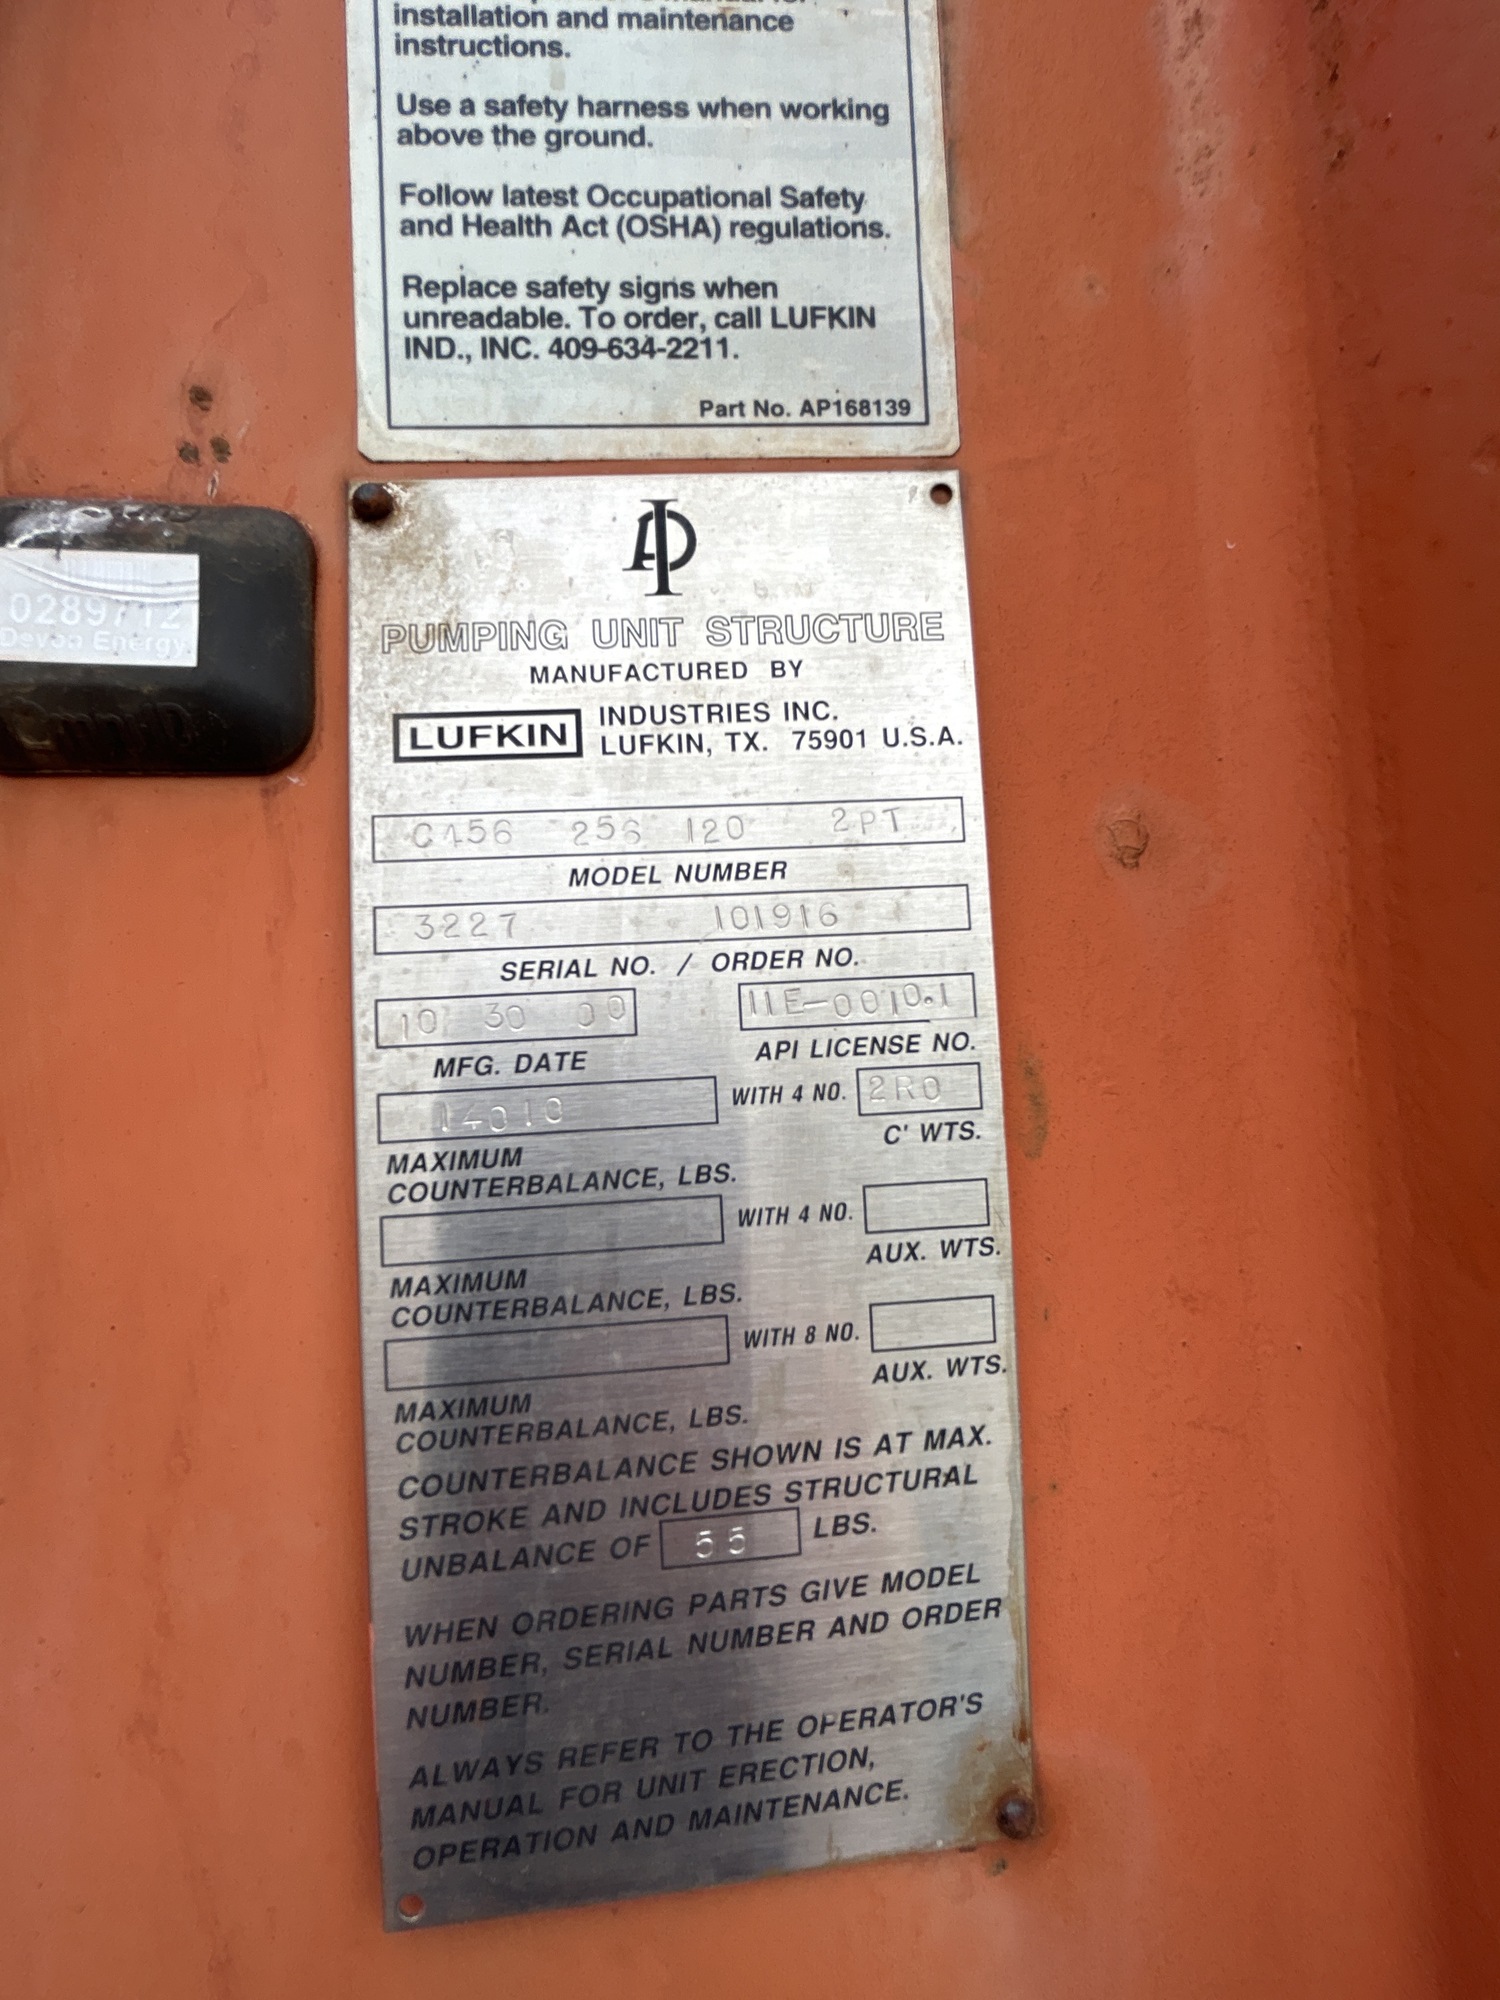 installation and maintenance
instructions.
Use a safety harness when working
above the ground.
Follow latest Occupational Safety
and Health Act (OSHA) regulations.
Replace safety signs when
unreadable. To order, call LUFKIN
IND., INC. 409-634-2211.
Part No. AP168139
0289712
Devon Energy
API
PUMPING UNIT STRUCTURE
MANUFACTURED BY
LUFKIN INDUSTRIES INC.
LUFKIN, TX. 75901 U.S.A.
C456 256 120 2PT
MODEL NUMBER
3227 101916
SERIAL NO. / ORDER NO.
10 30 00 11E-0010.1
MFG. DATE API LICENSE NO.
14010 WITH 4 NO. 2RO
C' WTS.
MAXIMUM
COUNTERBALANCE, LBS.
WITH 4 NO.
AUX. WTS.
MAXIMUM
COUNTERBALANCE, LBS.
WITH 8 NO.
AUX. WTS.
MAXIMUM
COUNTERBALANCE, LBS.
COUNTERBALANCE SHOWN IS AT MAX.
STROKE AND INCLUDES STRUCTURAL
UNBALANCE OF 55 LBS.
WHEN ORDERING PARTS GIVE MODEL
NUMBER, SERIAL NUMBER AND ORDER
NUMBER.
ALWAYS REFER TO THE OPERATOR'S
MANUAL FOR UNIT ERECTION,
OPERATION AND MAINTENANCE.